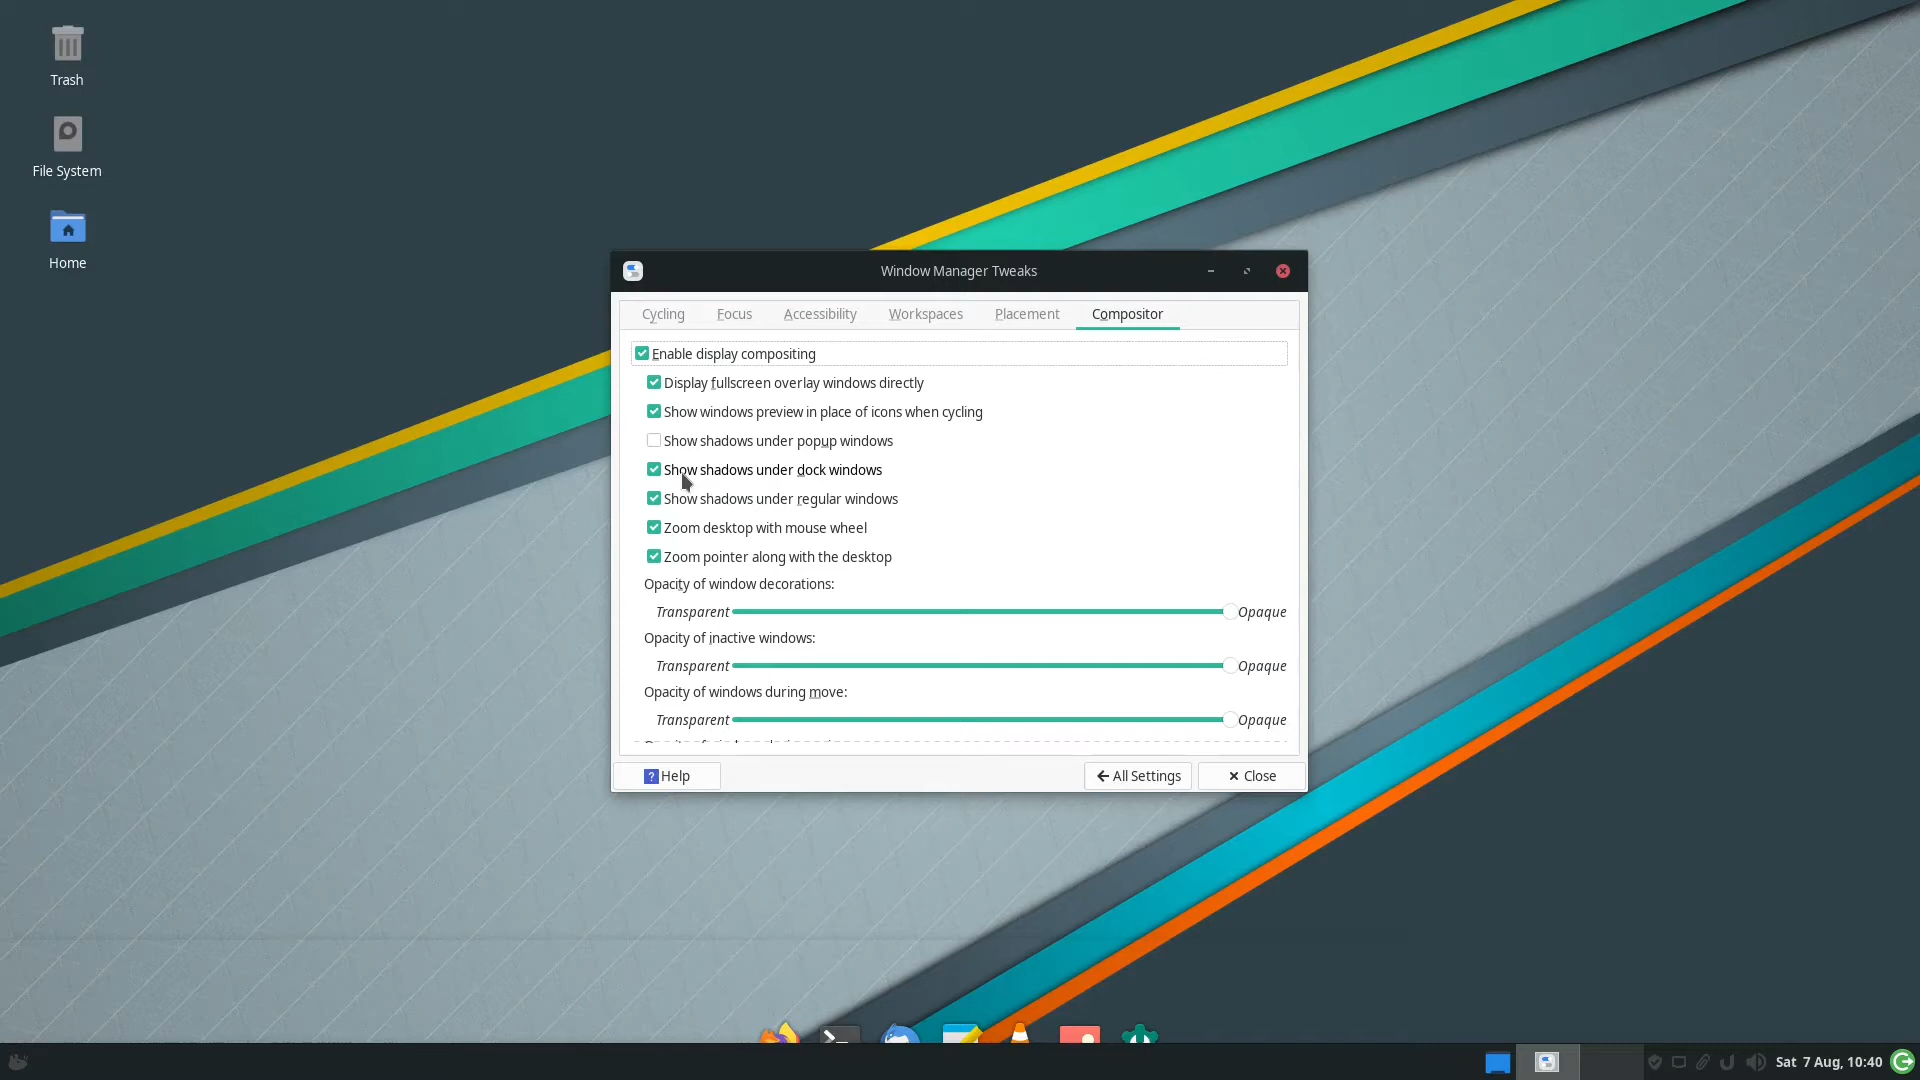 Trash
File System
Home
Window Manager Tweaks
Cycling Focus Accessibility Workspaces Placement Compositor
Enable display compositing
Display fullscreen overlay windows directly
Show windows preview in place of icons when cycling
Show shadows under popup windows
Show shadows under dock windows
Show shadows under regular windows
Zoom desktop with mouse wheel
Zoom pointer along with the desktop
Opacity of window decorations:
Transparent Opaque
Opacity of inactive windows:
Transparent Opaque
Opacity of windows during move:
Transparent Opaque
? Help All Settings Close
Sat 7 Aug, 10:40